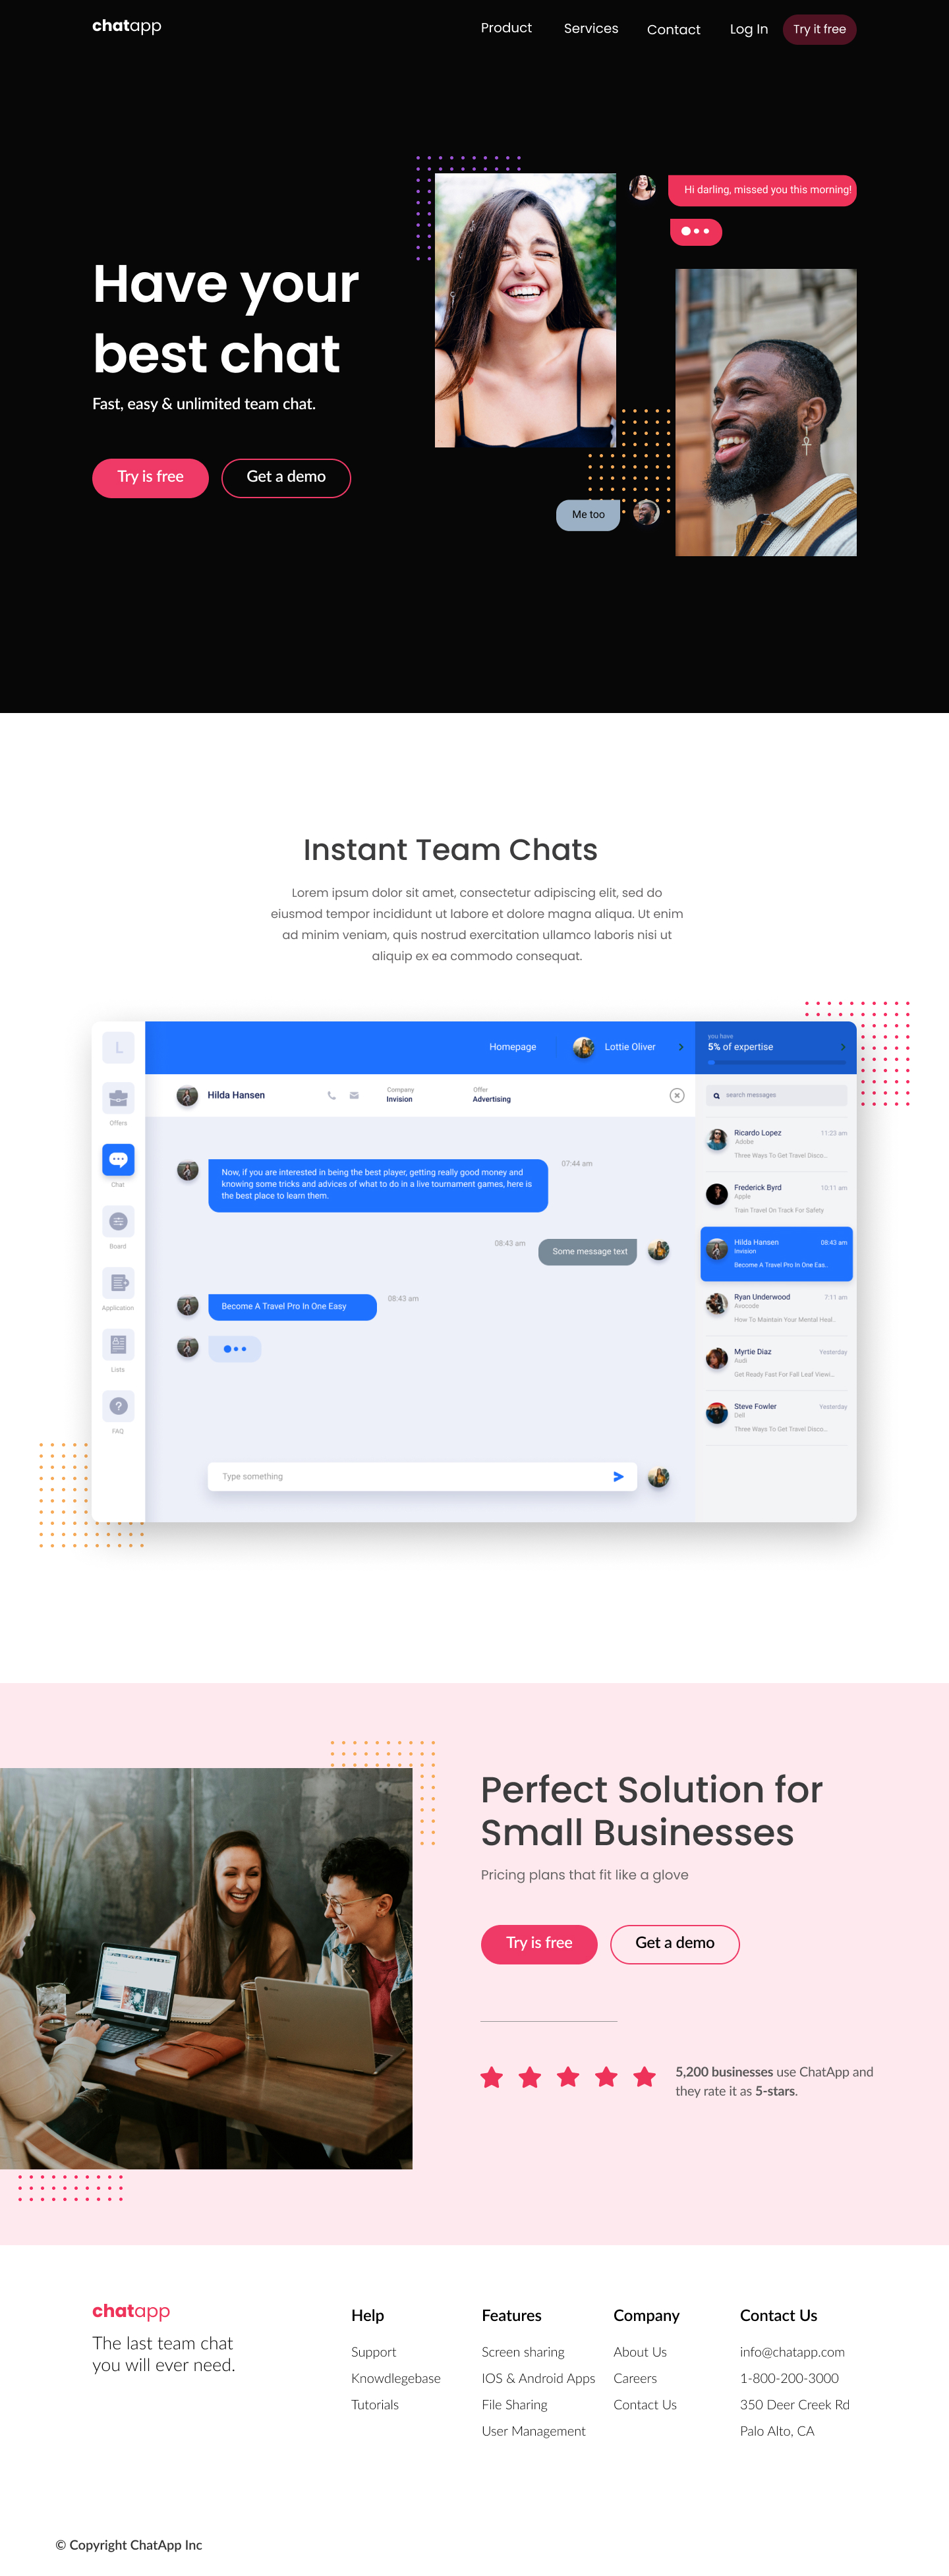 chatapp
Product Services Contact Log In Try it free
Hi darling, missed you this morning!
Have your
best chat
Fast, easy & unlimited team chat.
Try is free Get a demo
Me too
Instant Team Chats
Lorem ipsum dolor sit amet, consectetur adipiscing elit, sed do
eiusmod tempor incididunt ut labore et dolore magna aliqua. Ut enim
ad minim veniam, quis nostrud exercitation ullamco laboris nisi ut
aliquip ex ea commodo consequat.
L
Offers
Chat
Board
Application
Lists
FAQ
Homepage Lottie Oliver
you have
5% of expertise
Hilda Hansen
Company
Invision
Offer
Advertising
Now, if you are interested in being the best player, getting really good money and
knowing some tricks and advices of what to do in a live tournament games, here is
the best place to learn them.
07:44 am
08:43 am
Some message text
Become A Travel Pro In One Easy
08:43 am
Type something
search messages
Ricardo Lopez 11:23 am
Adobe
Three Ways To Get Travel Disco...
Frederick Byrd 10:11 am
Apple
Train Travel On Track For Safety
Hilda Hansen 08:43 am
Invision
Become A Travel Pro In One Eas..
Ryan Underwood 7:11 am
Avocode
How To Maintain Your Mental Heal..
Myrtie Diaz Yesterday
Audi
Get Ready Fast For Fall Leaf Viewi...
Steve Fowler Yesterday
Dell
Three Ways To Get Travel Disco...
Perfect Solution for
Small Businesses
Pricing plans that fit like a glove
Try is free Get a demo
5,200 businesses use ChatApp and
they rate it as 5-stars.
chatapp
The last team chat
you will ever need.
Help
Support
Knowdlegebase
Tutorials
Features
Screen sharing
IOS & Android Apps
File Sharing
User Management
Company
About Us
Careers
Contact Us
Contact Us
info@chatapp.com
1-800-200-3000
350 Deer Creek Rd
Palo Alto, CA
© Copyright ChatApp Inc